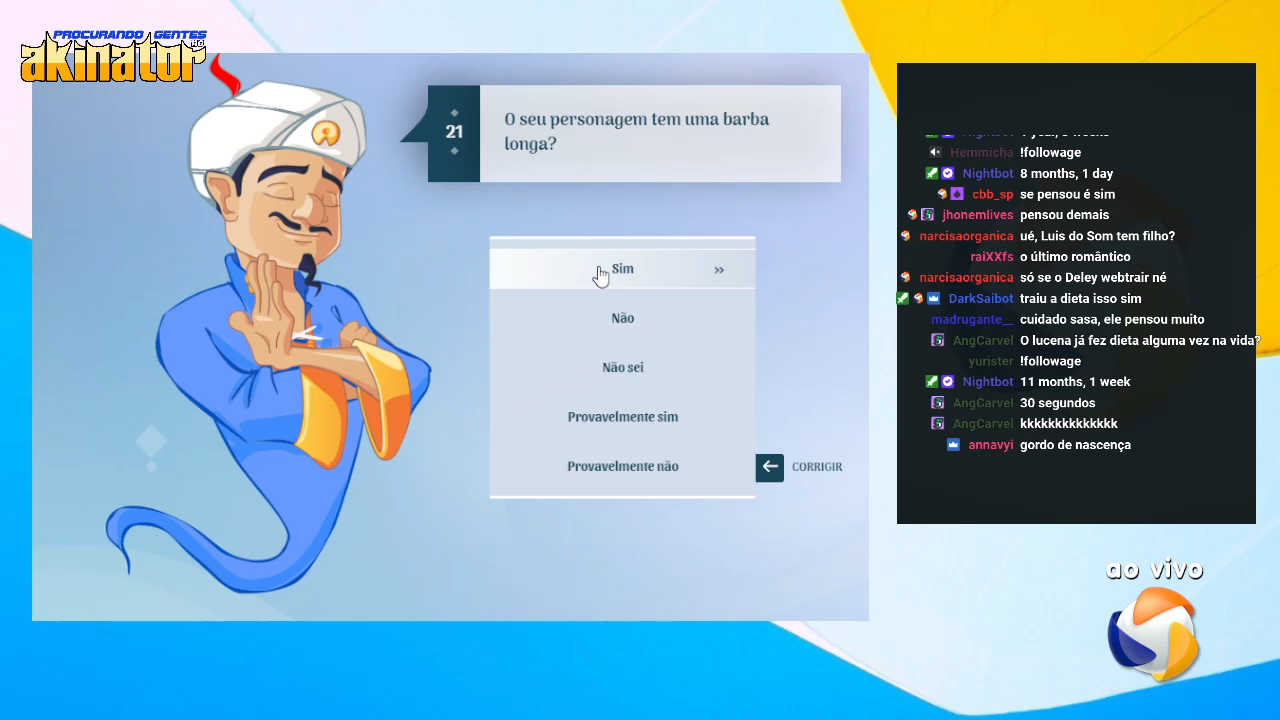 PROCURANDO GENTES
NO
akinator
21
O seu personagem tem uma barba
longa?
Sim
Não
Não sei
Provavelmente sim
Provavelmente não
CORRIGIR
Hemmicha !followage
Nightbot 8 months, 1 day
cbb_sp se pensou é sim
jhonemlives pensou demais
narcisaorganica ué, Luis do Som tem filho?
raiXXfs o último romântico
narcisaorganica só se o Deley webtrair né
DarkSaibot traiu a dieta isso sim
madrugante__ cuidado sasa, ele pensou muito
AngCarvel O lucena já fez dieta alguma vez na vida?
yurister !followage
Nightbot 11 months, 1 week
AngCarvel 30 segundos
AngCarvel kkkkkkkkkkkkk
annavyi gordo de nascença
ao vivo